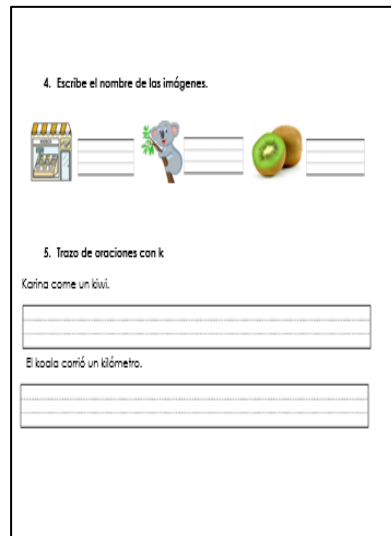 4. Escribe el nombre de las imágenes.
5. Trazo de oraciones con k
Karina come un kiwi.
El koala corrió un kilómetro.